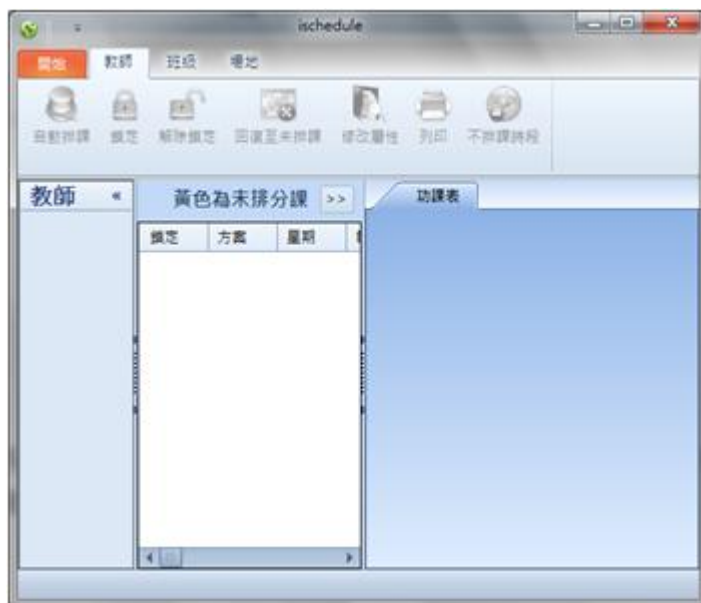 ischedule
開始 教師 班級 場地
自動排課 鎖定 解除鎖定 回復至未排課 修改屬性 列印 不排課時段
教師 « 黃色為未排分課 >> 功課表
鎖定 方案 星期